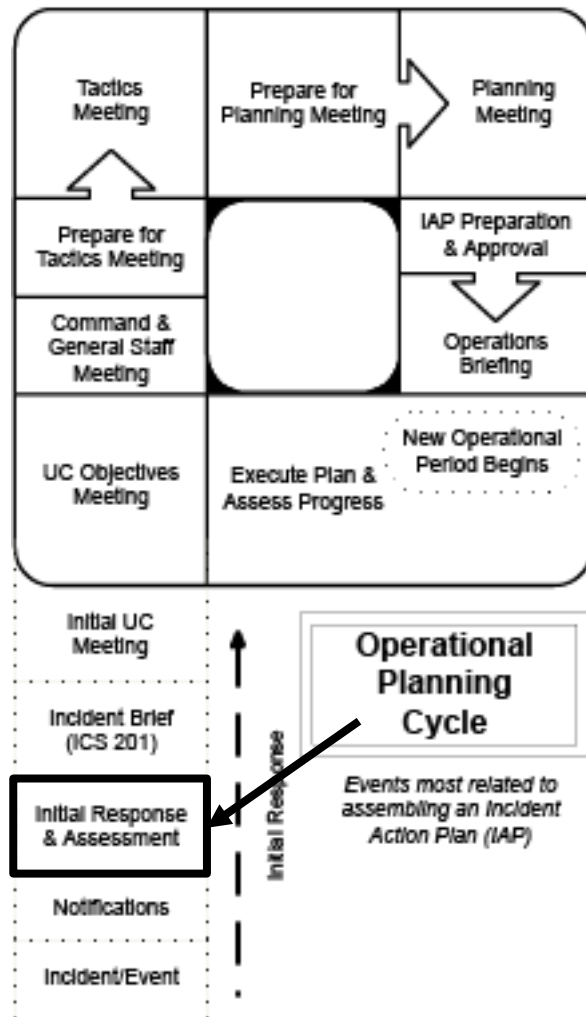 Tactics
Meeting
Prepare for
Planning Meeting
Planning
Meeting
Prepare for
Tactics Meeting
IAP Preparation
& Approval
Command &
General Staff
Meeting
Operations
Briefing
UC Objectives
Meeting
Execute Plan &
Assess Progress
New Operational
Period Begins
Initial UC
Meeting
Incident Brief
(ICS 201)
Initial Response
& Assessment
Notifications
Incident/Event
Initial Response
Operational
Planning
Cycle
Events most related to
assembling an Incident
Action Plan (IAP)